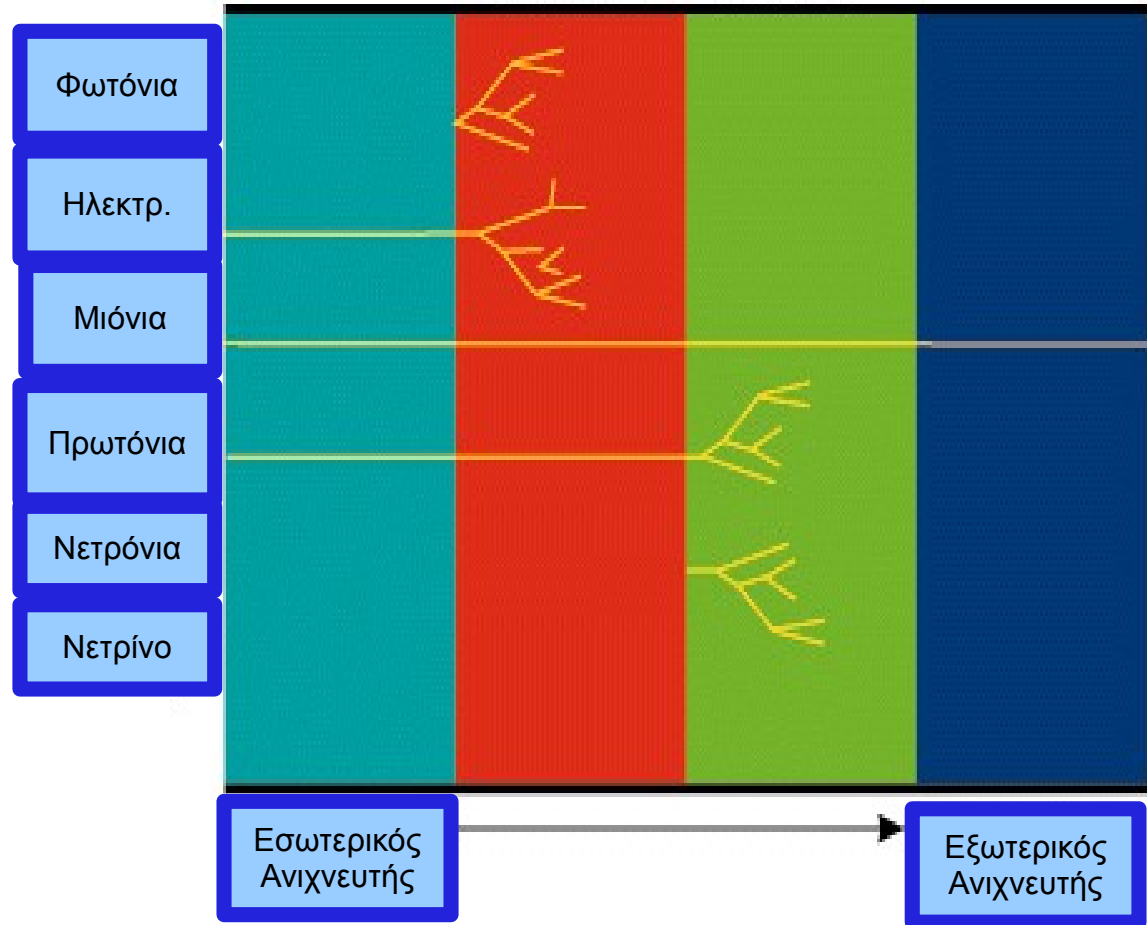 Φωτόνια
Ηλεκτρ.
Μιόνια
Πρωτόνια
Νετρόνια
Νετρίνο
Εσωτερικός
Ανιχνευτής
Εξωτερικός
Ανιχνευτής